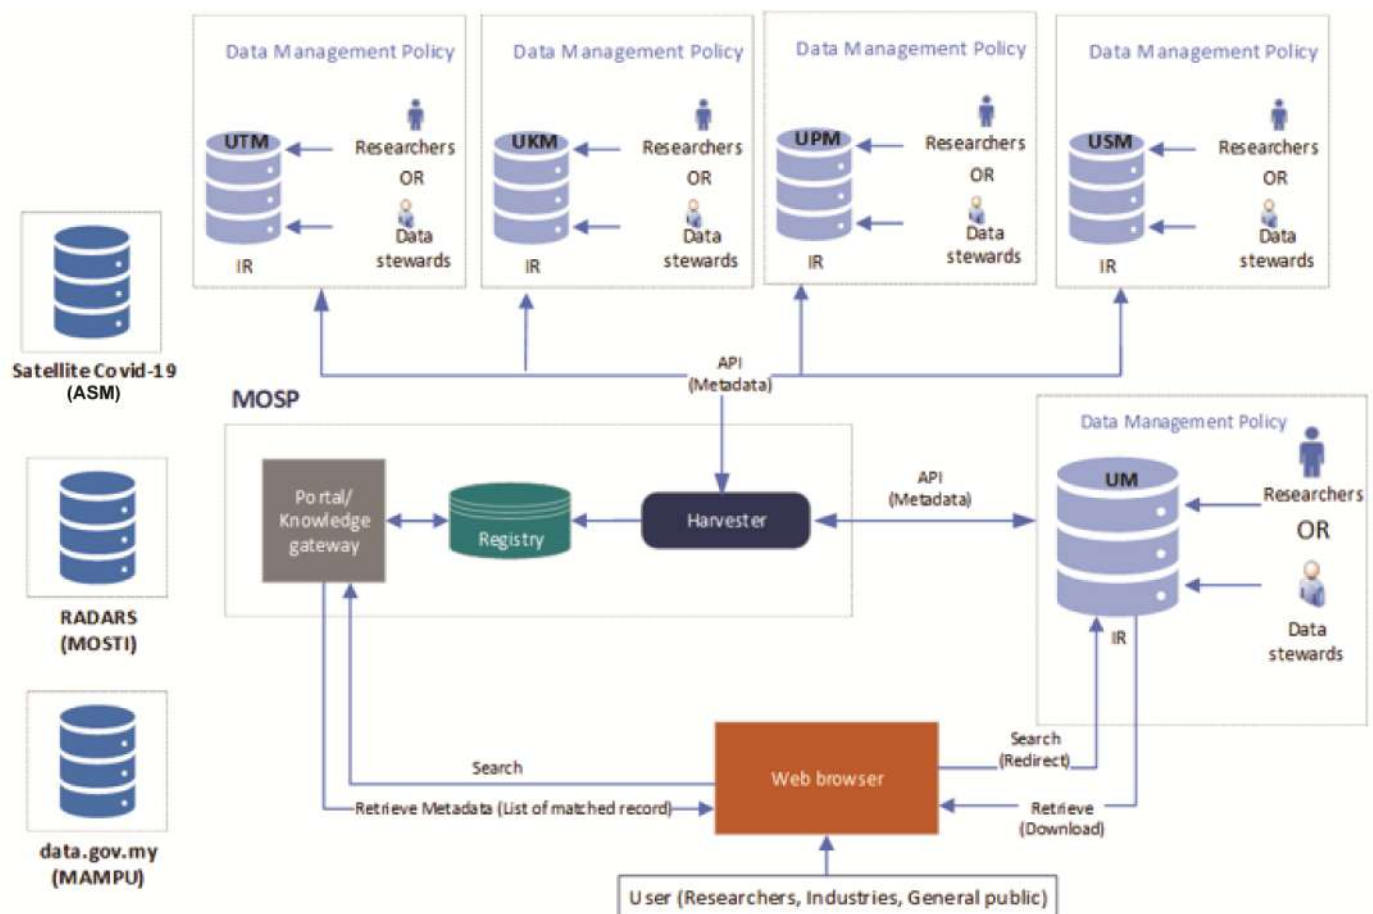 Data Management Policy
UTM
Researchers
OR
Data
stewards
IR
Data Management Policy
UKM
Researchers
OR
Data
stewards
IR
Data Management Policy
UPM
Researchers
OR
Data
stewards
IR
Data Management Policy
USM
Researchers
OR
Data
stewards
IR
Satellite Covid-19
(ASM)
RADARS
(MOSTI)
data.gov.my
(MAMPU)
API
(Metadata)
MOSP
Portal/
Knowledge
gateway
Registry
Harvester
API
(Metadata)
Data Management Policy
UM
Researchers
OR
Data
stewards
IR
Search
Retrieve Metadata (List of matched record)
Web browser
Search
(Redirect)
Retrieve
(Download)
User (Researchers, Industries, General public)